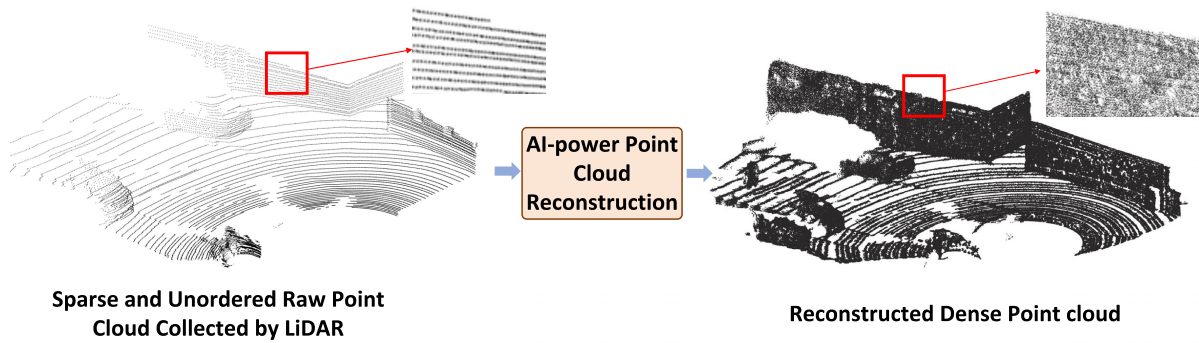 AI-power Point
Cloud
Reconstruction
Sparse and Unordered Raw Point
Cloud Collected by LiDAR
Reconstructed Dense Point cloud